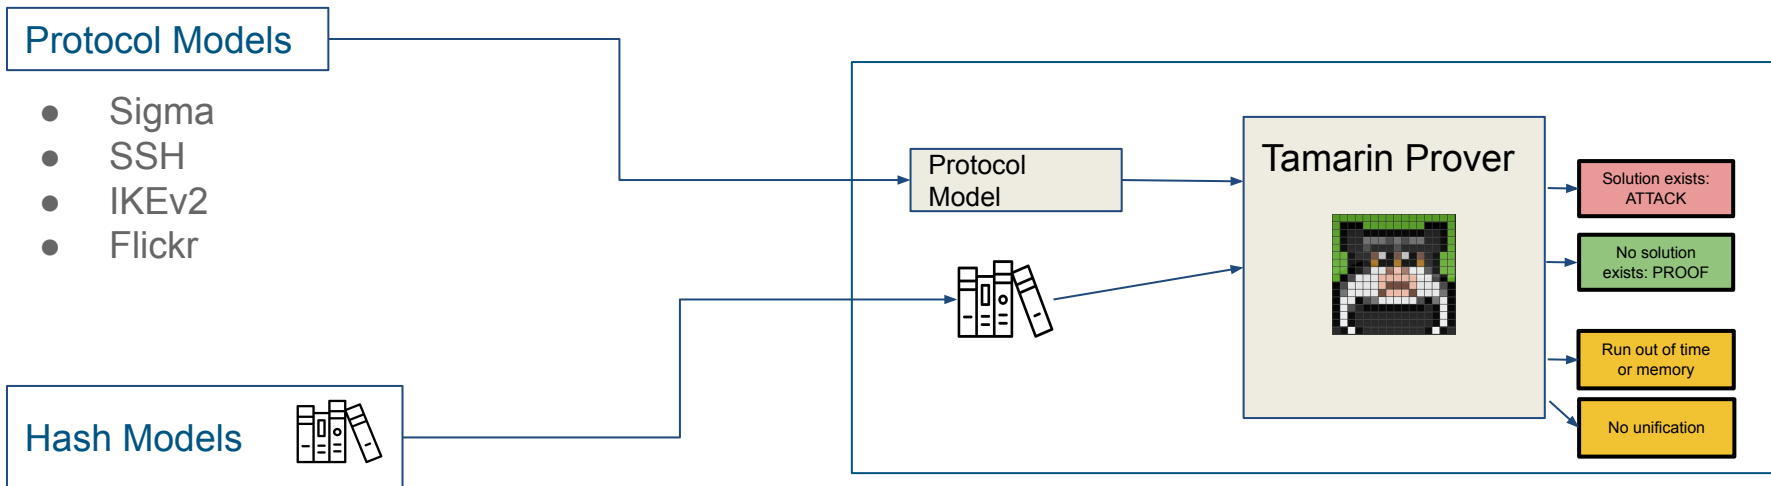 Protocol Models
● Sigma
● SSH
● IKEv2
● Flickr
Hash Models
Protocol
Model
Tamarin Prover
Solution exists:
ATTACK
No solution
exists: PROOF
Run out of time
or memory
No unification